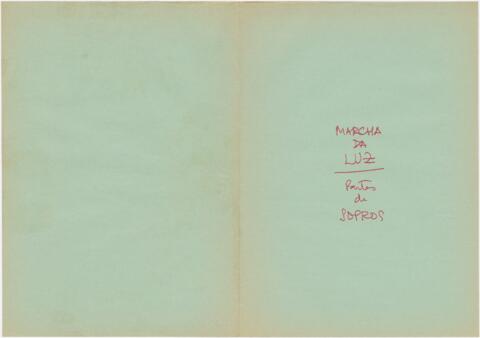 MARCHA
DA
LUZ
Partes
de
SOPROS